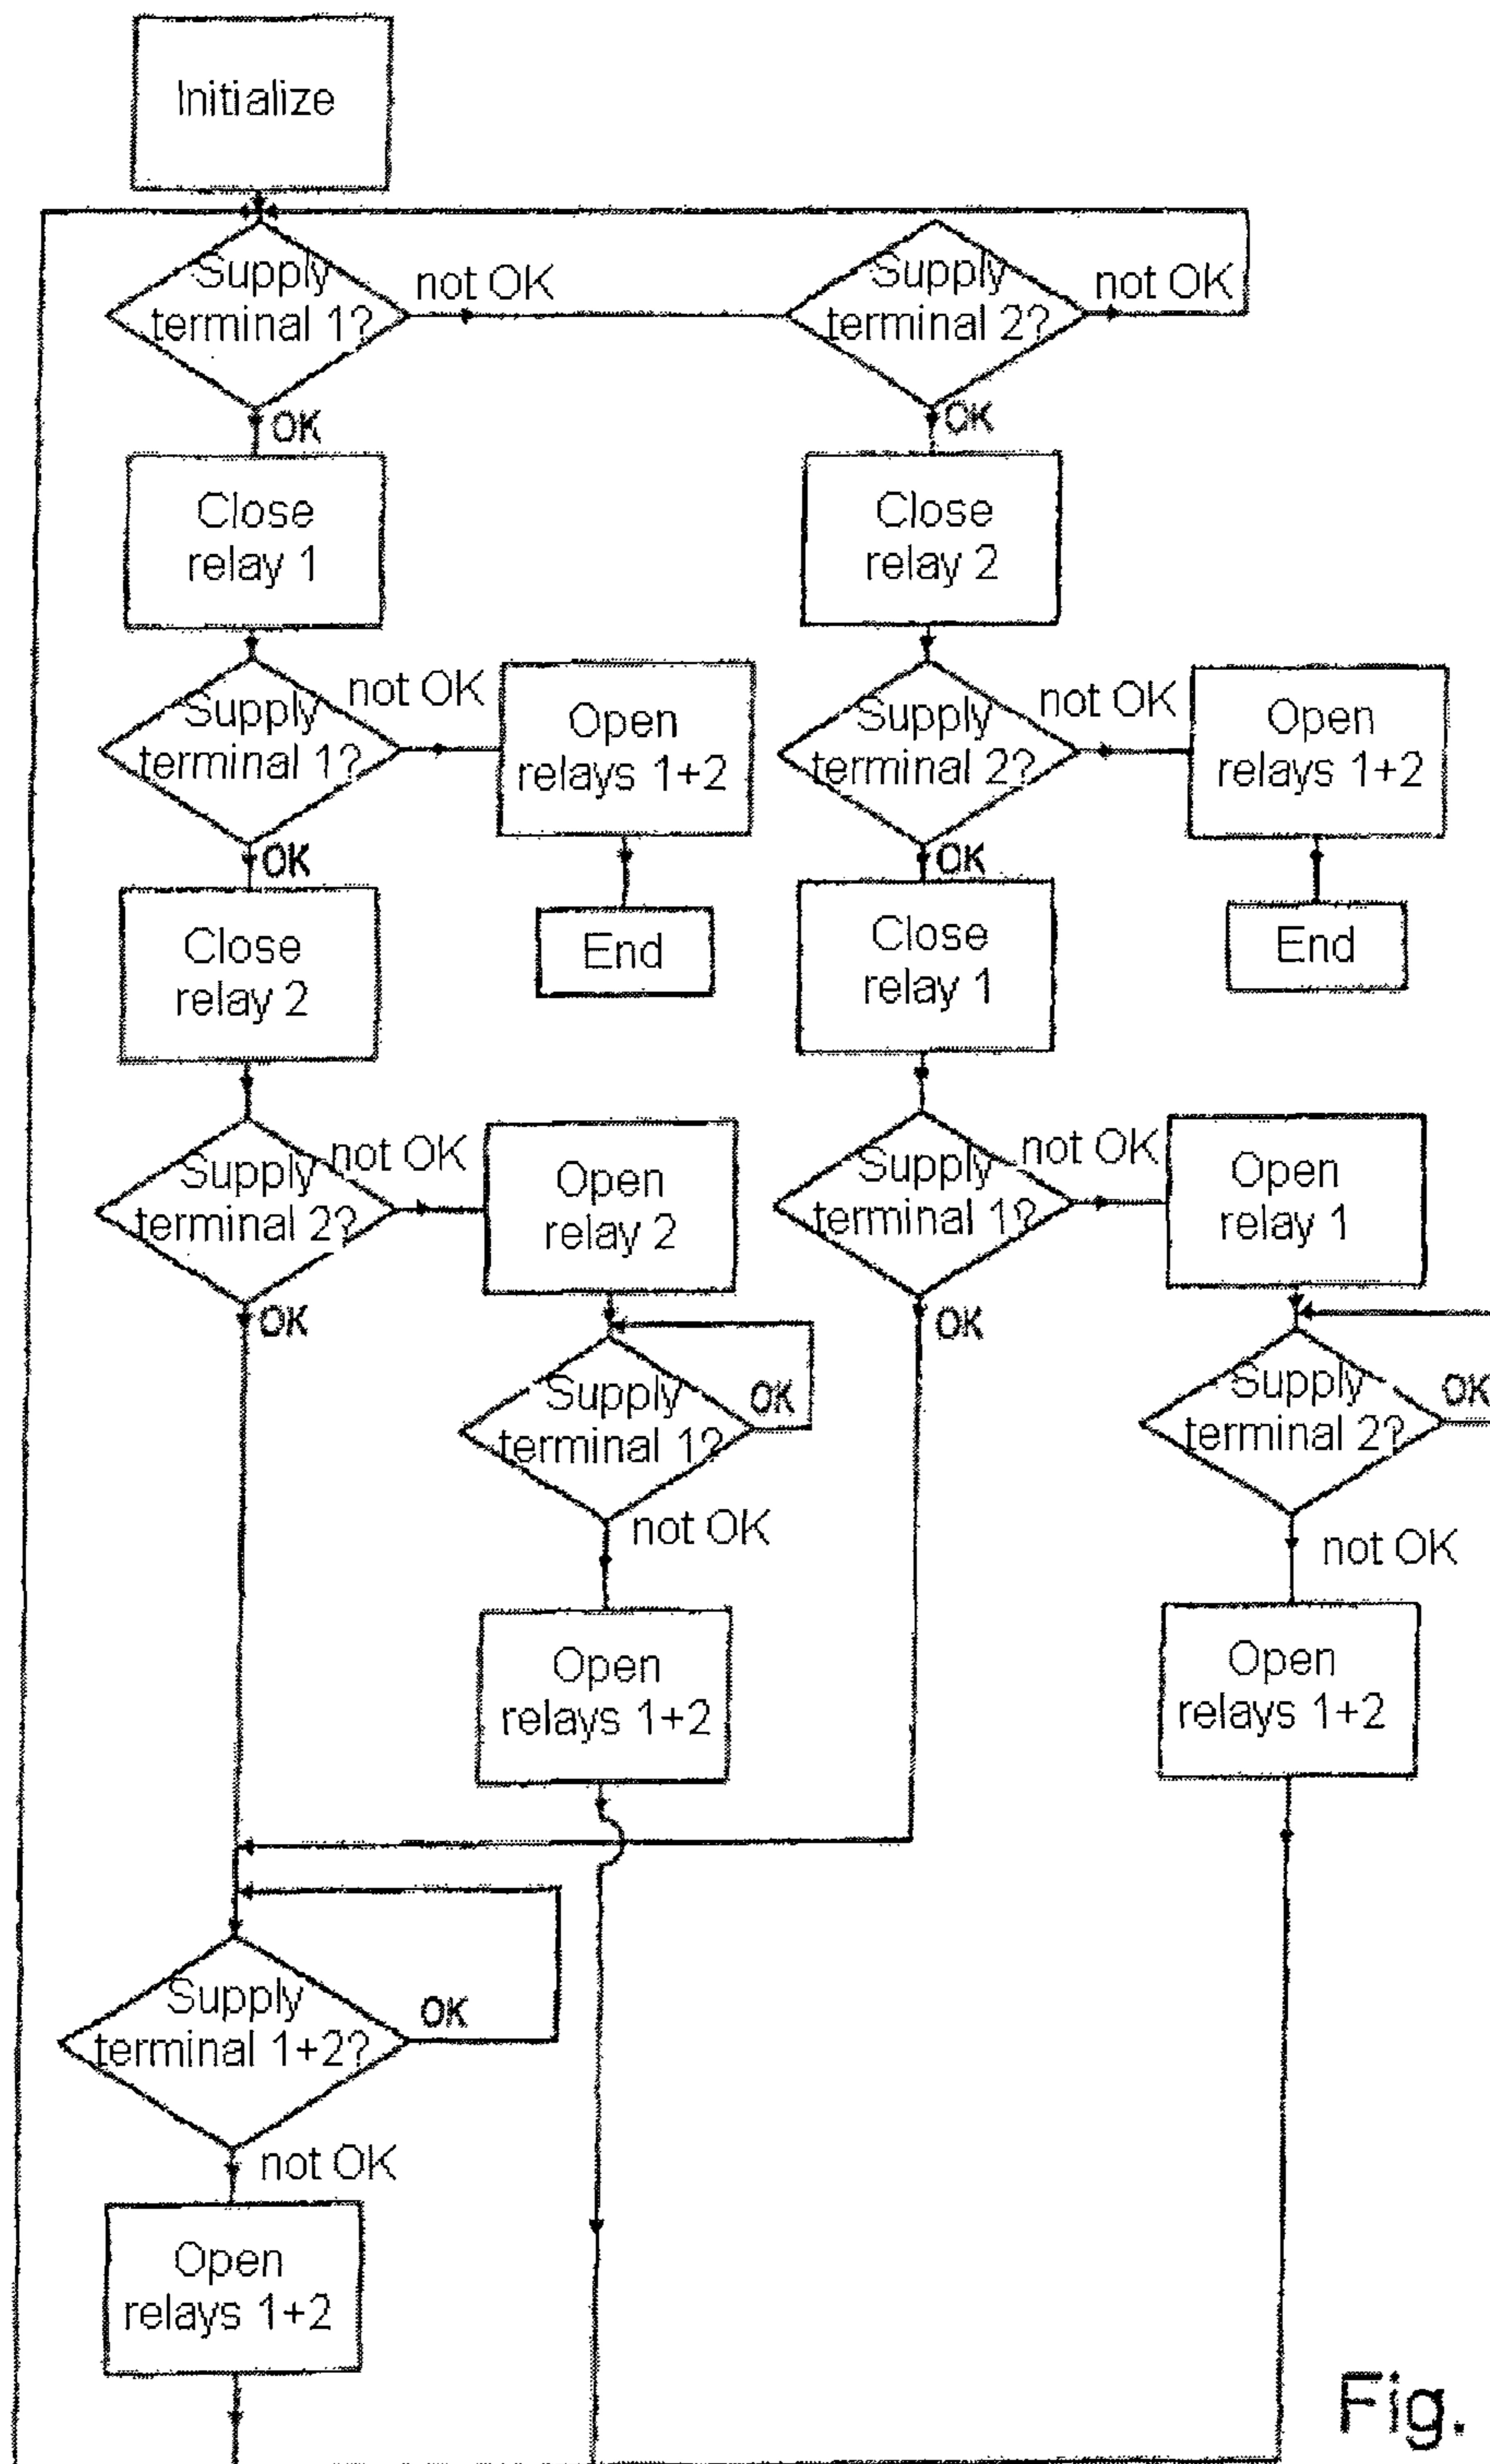 Initialize
Supply
terminal 1?
not OK
Supply
terminal 2?
not OK
OK
OK
Close
relay 1
Close
relay 2
Supply
terminal 1?
not OK
Open
relays 1+2
Supply
terminal 2?
not OK
Open
relays 1+2
OK
OK
Close
relay 2
End
Close
relay 1
End
Supply
terminal 2?
not OK
Open
relay 2
Supply
terminal 1?
not OK
Open
relay 1
OK
OK
Supply
terminal 1?
OK
Supply
terminal 2?
OK
not OK
not OK
Open
relays 1+2
Open
relays 1+2
Supply
terminal 1+2?
OK
not OK
Open
relays 1+2
Fig.